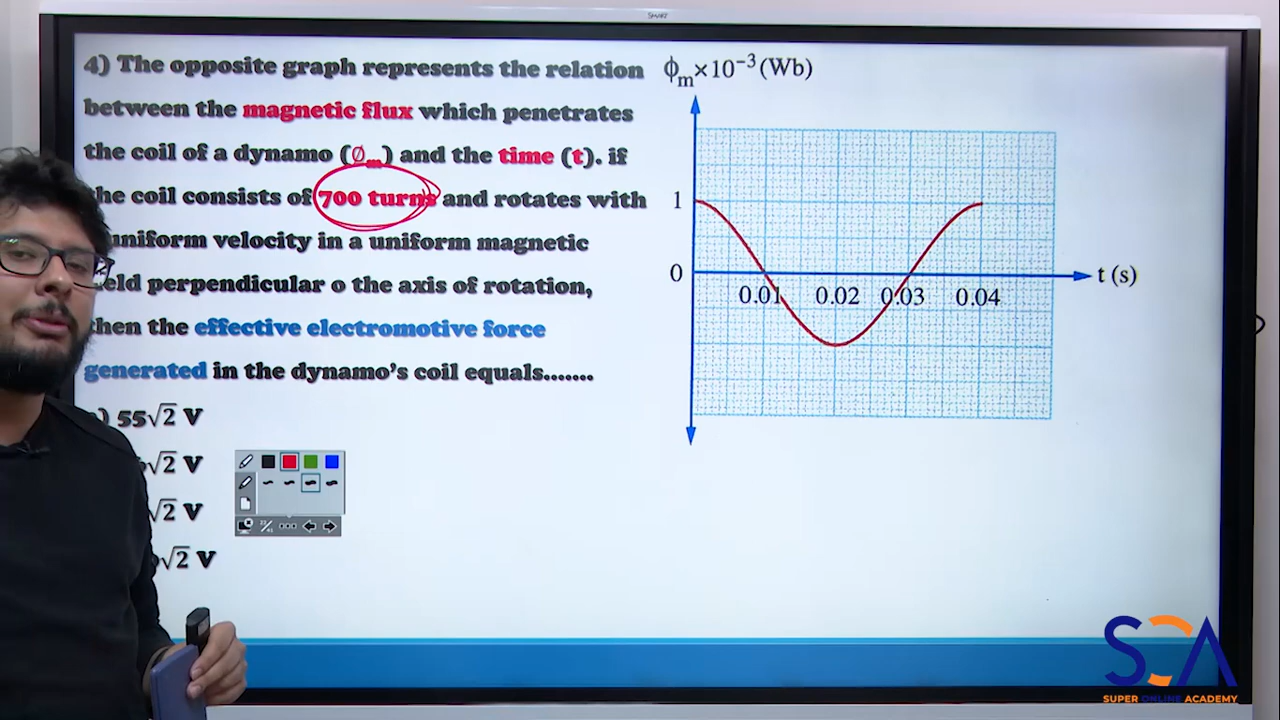 SMART
4) The opposite graph represents the relation
between the magnetic flux which penetrates
the coil of a dynamo (∅m) and the time (t). if
he coil consists of 700 turns and rotates with
uniform velocity in a uniform magnetic
eld perpendicular o the axis of rotation,
then the effective electromotive force
generated in the dynamo's coil equals.......
) 55√2 V
√2 V
√2 V
√2 V
ϕm×10⁻³(Wb)
1
0
0.01 0.02 0.03 0.04
t (s)
SOA
SUPER ONLINE ACADEMY